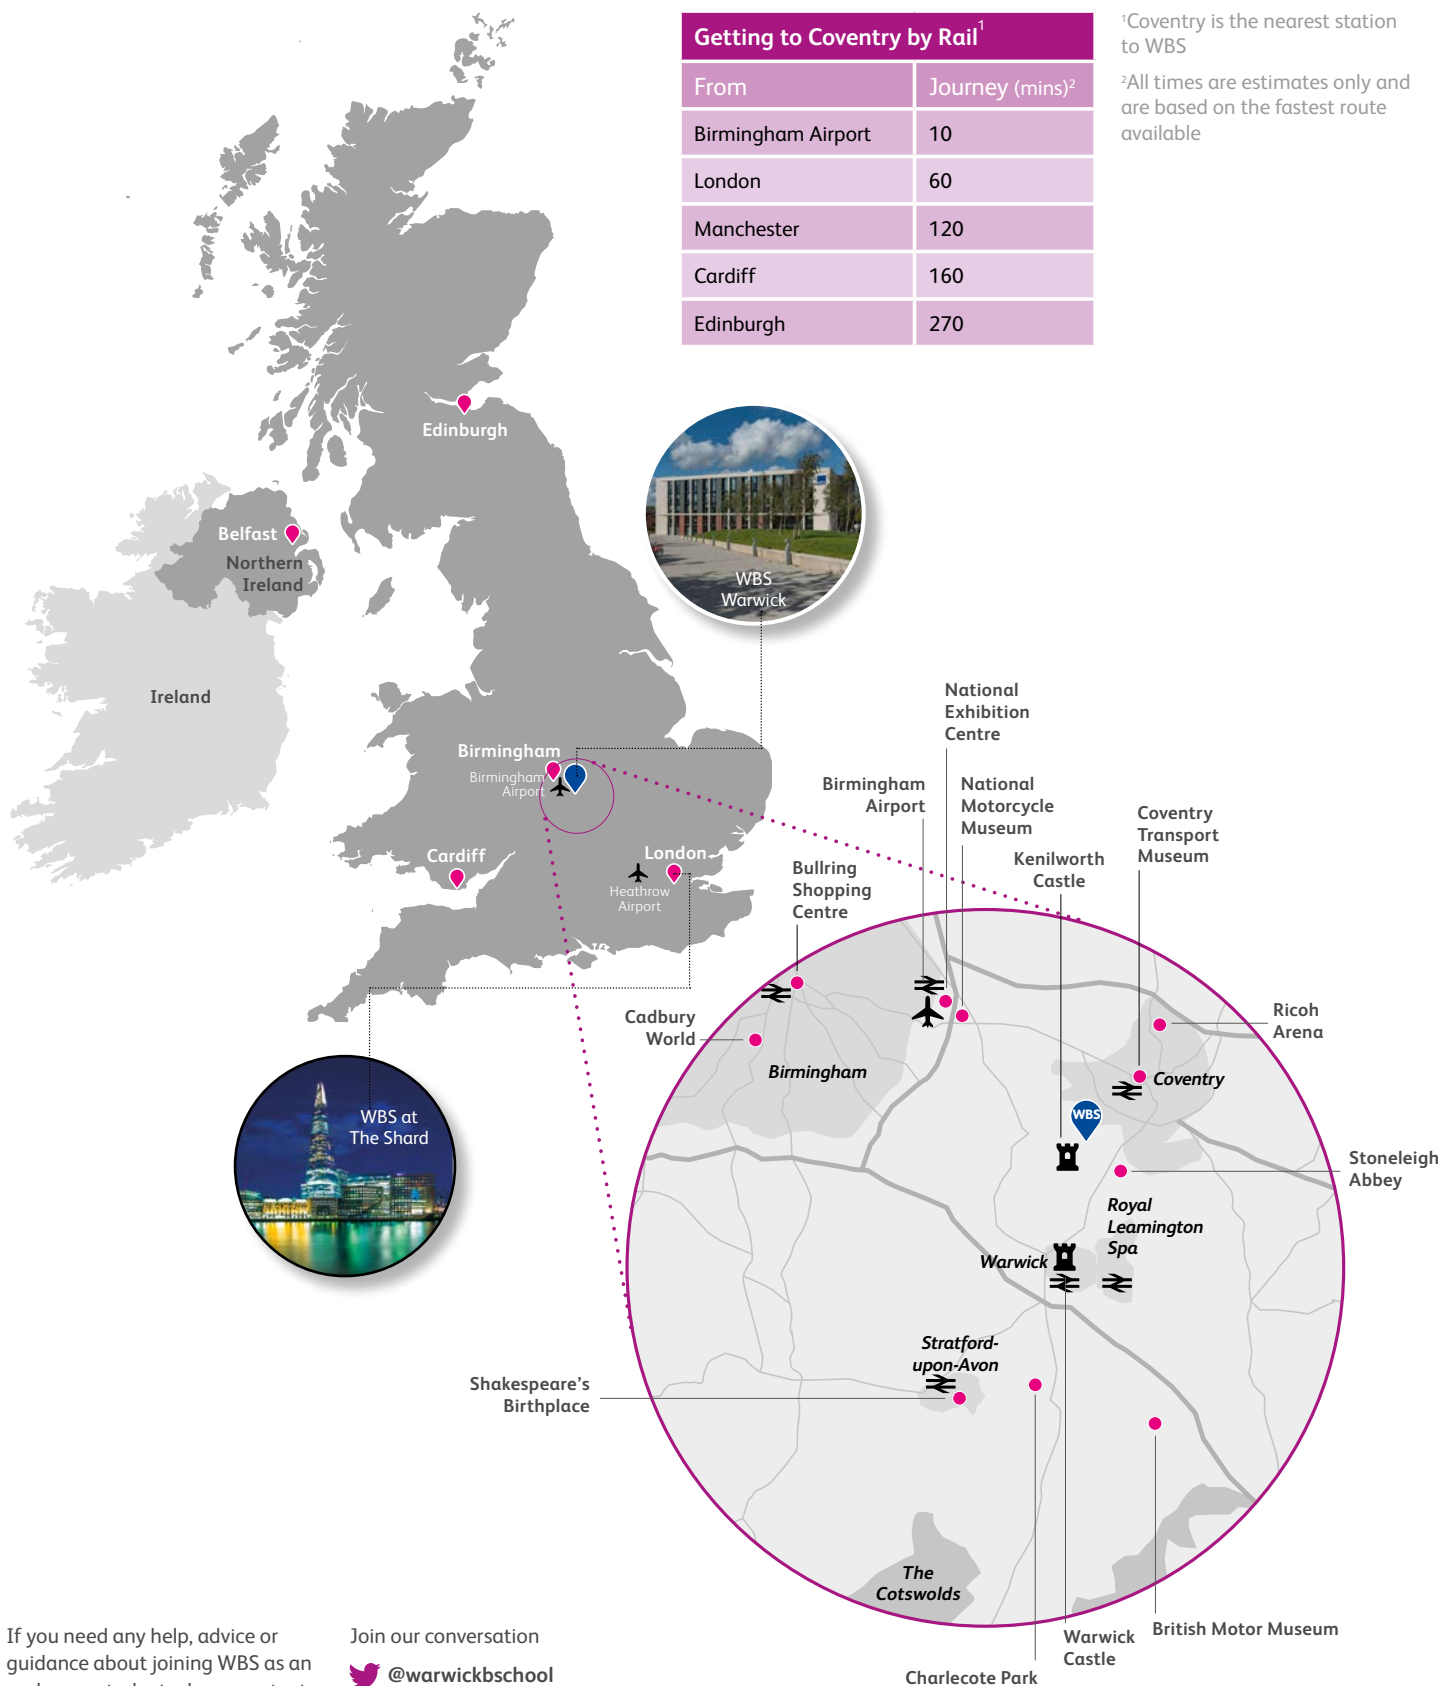 Getting to Coventry by Rail¹
From Journey (mins)²
Birmingham Airport 10
London 60
Manchester 120
Cardiff 160
Edinburgh 270
¹Coventry is the nearest station
to WBS
²All times are estimates only and
are based on the fastest route
available
Edinburgh
WBS
Warwick
Belfast
Northern
Ireland
Ireland
Birmingham
Birmingham
Airport
Cardiff
London
Heathrow
Airport
WBS at
The Shard
National
Exhibition
Centre
Birmingham
Airport
National
Motorcycle
Museum
Coventry
Transport
Museum
Kenilworth
Castle
Bullring
Shopping
Centre
Cadbury
World
Ricoh
Arena
Birmingham
Coventry
WBS
Stoneleigh
Abbey
Royal
Leamington
Spa
Warwick
Stratford-
upon-Avon
Shakespeare's
Birthplace
The
Cotswolds
British Motor Museum
Warwick
Castle
Charlecote Park
If you need any help, advice or
guidance about joining WBS as an
Join our conversation
@warwickbschool